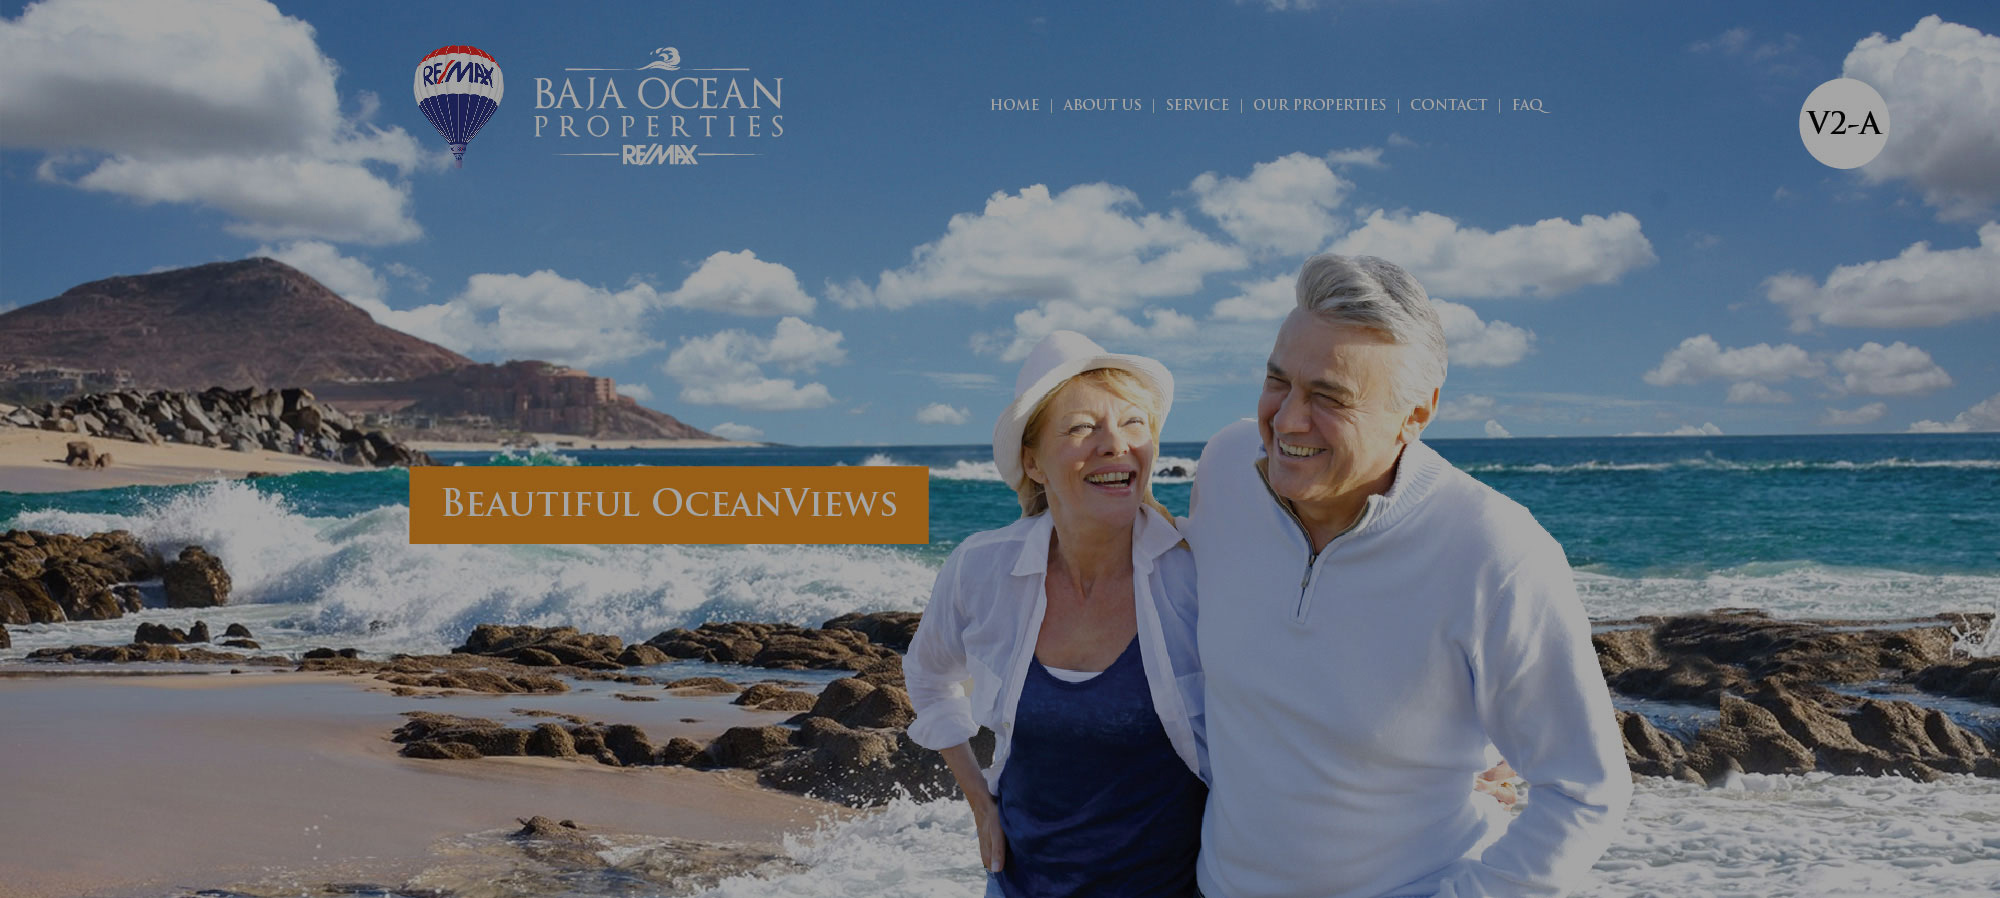 RE/MAX
BAJA OCEAN
PROPERTIES
RE/MAX
HOME | ABOUT US | SERVICE | OUR PROPERTIES | CONTACT | FAQ
V2-A
BEAUTIFUL OCEANVIEWS